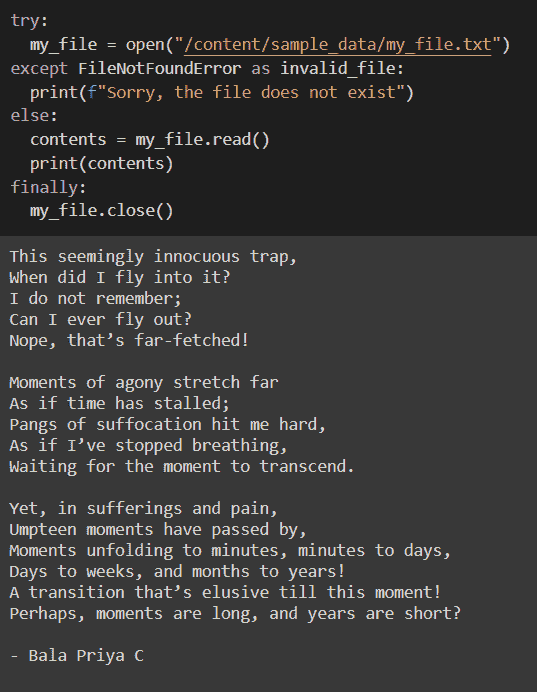 try:
  my_file = open("/content/sample_data/my_file.txt")
except FileNotFoundError as invalid_file:
  print(f"Sorry, the file does not exist")
else:
  contents = my_file.read()
  print(contents)
finally:
  my_file.close()
This seemingly innocuous trap,
When did I fly into it?
I do not remember;
Can I ever fly out?
Nope, that’s far-fetched!

Moments of agony stretch far
As if time has stalled;
Pangs of suffocation hit me hard,
As if I’ve stopped breathing,
Waiting for the moment to transcend.

Yet, in sufferings and pain,
Umpteen moments have passed by,
Moments unfolding to minutes, minutes to days,
Days to weeks, and months to years!
A transition that’s elusive till this moment!
Perhaps, moments are long, and years are short?

- Bala Priya C